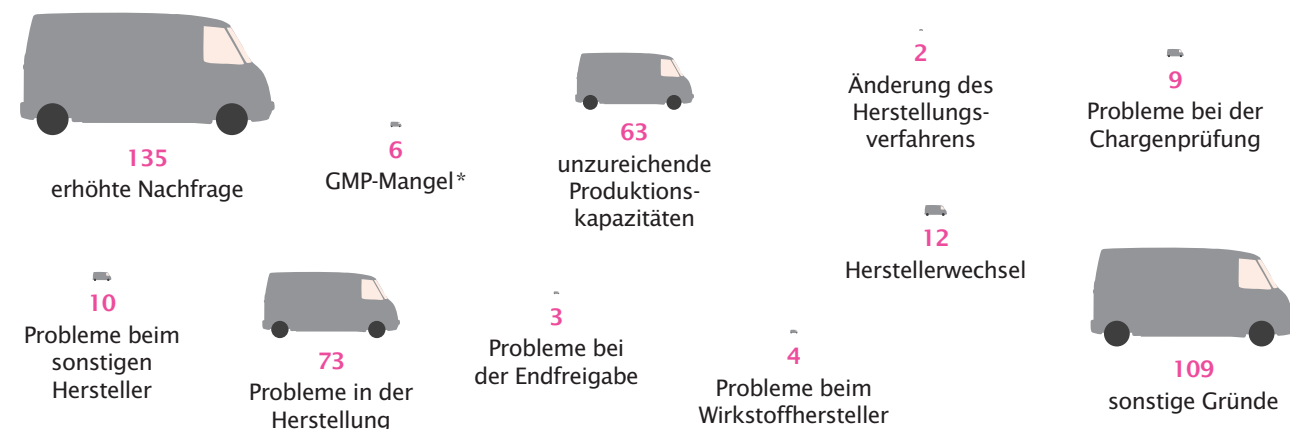 135
erhöhte Nachfrage
6
GMP-Mangel*
63
unzureichende
Produktions-
kapazitäten
2
Änderung des
Herstellungs-
verfahrens
9
Probleme bei der
Chargenprüfung
10
Probleme beim
sonstigen
Hersteller
73
Probleme in der
Herstellung
3
Probleme bei
der Endfreigabe
4
Probleme beim
Wirkstoffhersteller
12
Herstellerwechsel
109
sonstige Gründe